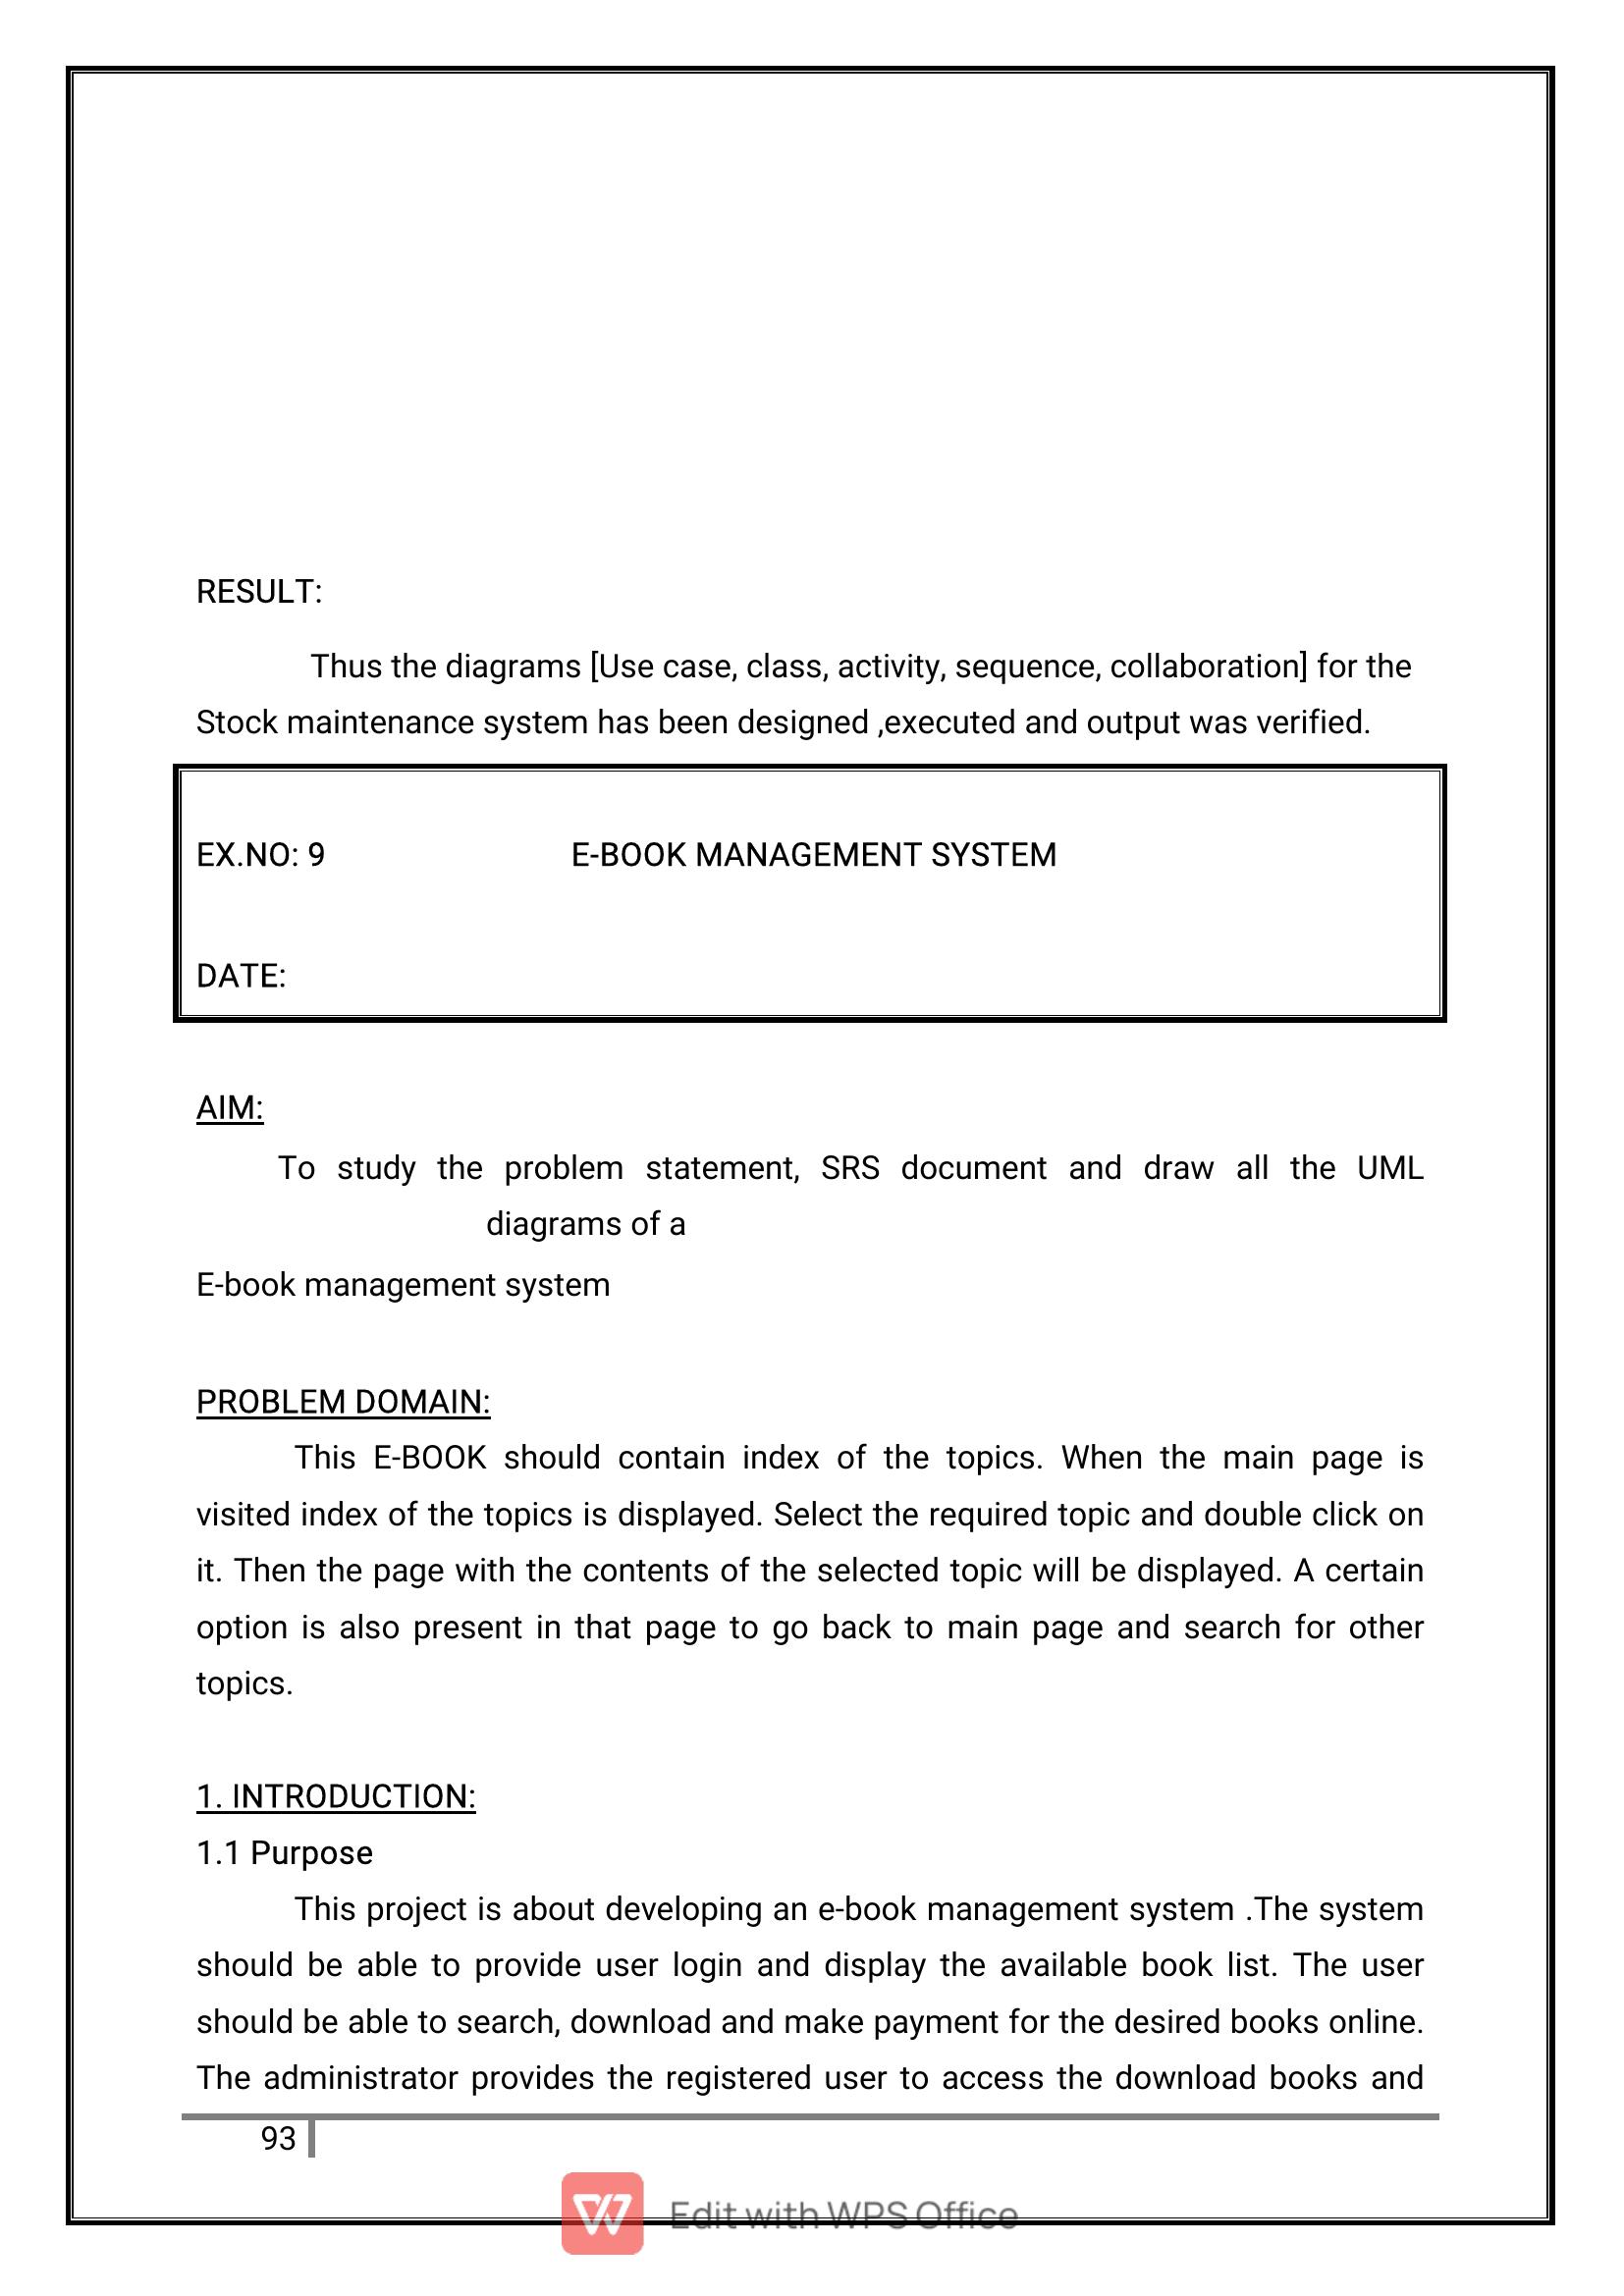 RESULT:
Thus the diagrams [Use case, class, activity, sequence, collaboration] for the
Stock maintenance system has been designed ,executed and output was verified.
EX.NO: 9 E-BOOK MANAGEMENT SYSTEM
DATE:
AIM:
To study the problem statement, SRS document and draw all the UML
diagrams of a
E-book management system
PROBLEM DOMAIN:
This E-BOOK should contain index of the topics. When the main page is
visited index of the topics is displayed. Select the required topic and double click on
it. Then the page with the contents of the selected topic will be displayed. A certain
option is also present in that page to go back to main page and search for other
topics.
1. INTRODUCTION:
1.1 Purpose
This project is about developing an e-book management system .The system
should be able to provide user login and display the available book list. The user
should be able to search, download and make payment for the desired books online.
The administrator provides the registered user to access the download books and
93
Edit with WPS Office